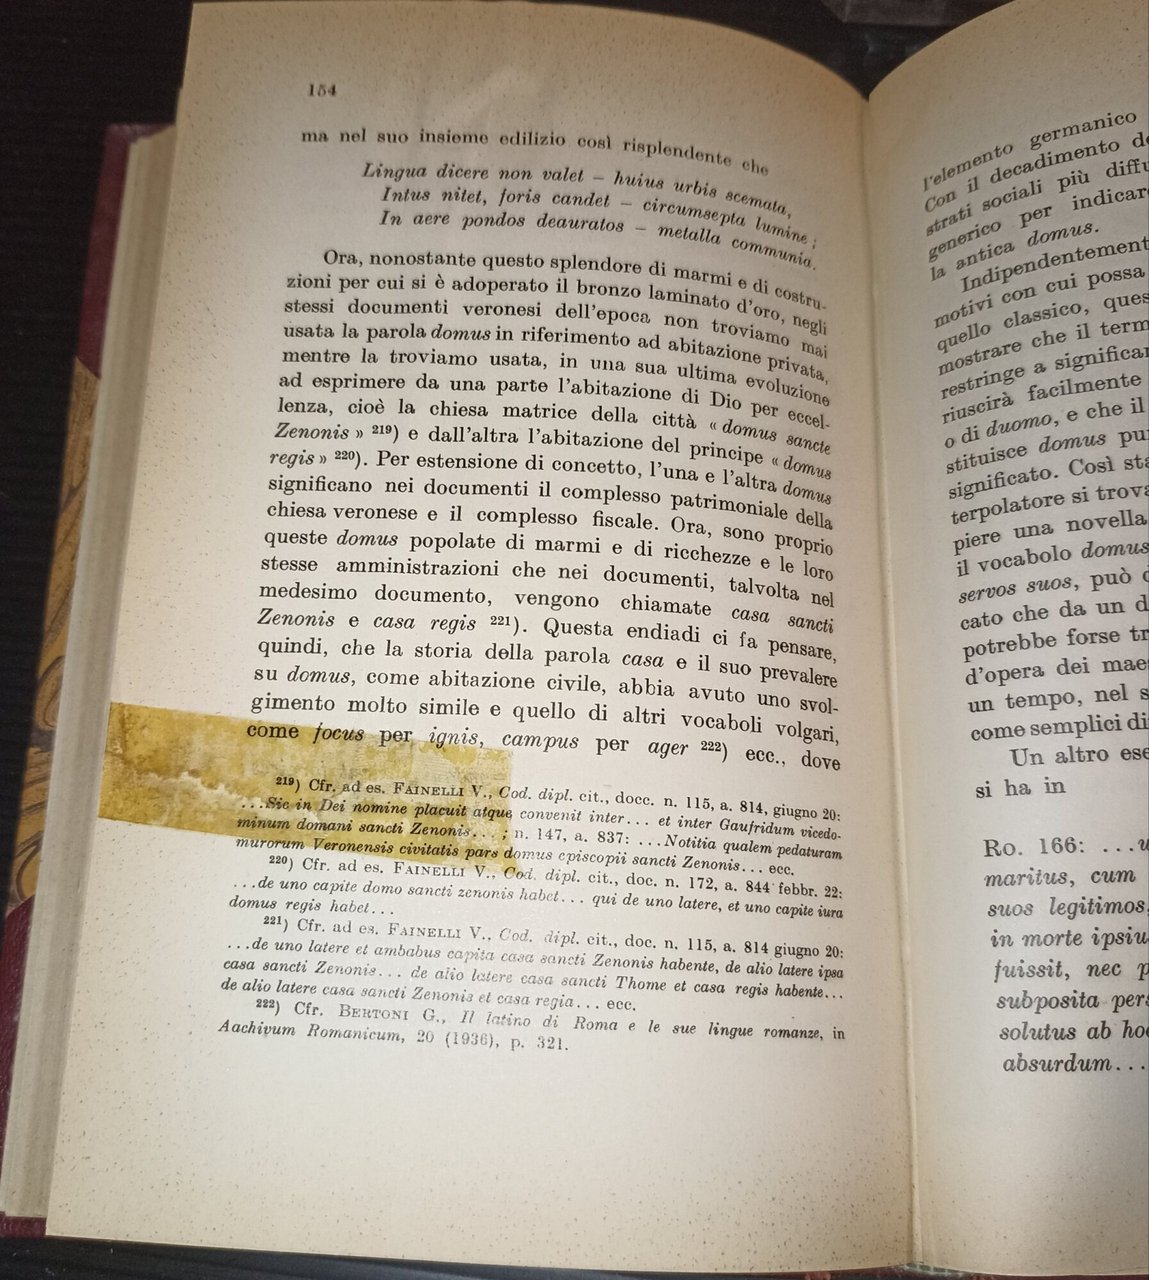 154
ma nel suo insieme edilizio così risplendente che
Lingua dicere non valet – huius urbis scemata,
Intus nitet, foris candet – circumsepta lumine ;
In aere pondos deauratos – metalla communia.
Ora, nonostante questo splendore di marmi e di costru-
zioni per cui si è adoperato il bronzo laminato d'oro, negli
stessi documenti veronesi dell'epoca non troviamo mai
usata la parola domus in riferimento ad abitazione privata,
mentre la troviamo usata, in una sua ultima evoluzione
ad esprimere da una parte l'abitazione di Dio per eccel-
lenza, cioè la chiesa matrice della città « domus sancte
Zenonis » 219) e dall'altra l'abitazione del principe « domus
regis » 220). Per estensione di concetto, l'una e l'altra domus
significano nei documenti il complesso patrimoniale della
chiesa veronese e il complesso fiscale. Ora, sono proprio
queste domus popolate di marmi e di ricchezze e le loro
stesse amministrazioni che nei documenti, talvolta nel
medesimo documento, vengono chiamate casa sancti
Zenonis e casa regis 221). Questa endiadi ci fa pensare,
quindi, che la storia della parola casa e il suo prevalere
su domus, come abitazione civile, abbia avuto uno svol-
gimento molto simile e quello di altri vocaboli volgari,
come focus per ignis, campus per ager 222) ecc., dove
219) Cfr. ad es. FAINELLI V., Cod. dipl. cit., docc. n. 115, a. 814, giugno 20:
...Sic in Dei nomine placuit atque convenit inter... et inter Gaufridum vicedo-
minum domani sancti Zenonis... ; n. 147, a. 837: ...Notitia qualem pedaturam
murorum Veronensis civitatis pars domus episcopii sancti Zenonis... ecc.
220) Cfr. ad es. FAINELLI V., Cod. dipl. cit., doc. n. 172, a. 844 febbr. 22:
...de uno capite domo sancti zenonis habet... qui de uno latere, et uno capite iura
domus regis habet...
221) Cfr. ad es. FAINELLI V., Cod. dipl. cit., doc. n. 115, a. 814 giugno 20:
...de uno latere et ambabus capita casa sancti Zenonis habente, de alio latere ipsa
casa sancti Zenonis... de alio latere casa sancti Thome et casa regis habente...
de alio latere casa sancti Zenonis et casa regia... ecc.
222) Cfr. BERTONI G., Il latino di Roma e le sue lingue romanze, in
Aachivum Romanicum, 20 (1936), p. 321.
l'elemento germanico
Con il decadimento
strati sociali più
generico per
la antica domus.
motivi con cui possa
quello classico,
mostrare che il
restringe a
riuscirà facilmente
o di duomo, e che il
stituisce domus
significato. Così
terpolatore si
piere una novella
il vocabolo domus
servos suos, può
cato che da un
potrebbe forse
d'opera dei
un tempo, nel
come semplici
Un altro
si ha in
Ro. 166:
maritus, cum
suos legitimos,
in morte
fuissit, nec
subposita
solutus ab
absurdum...